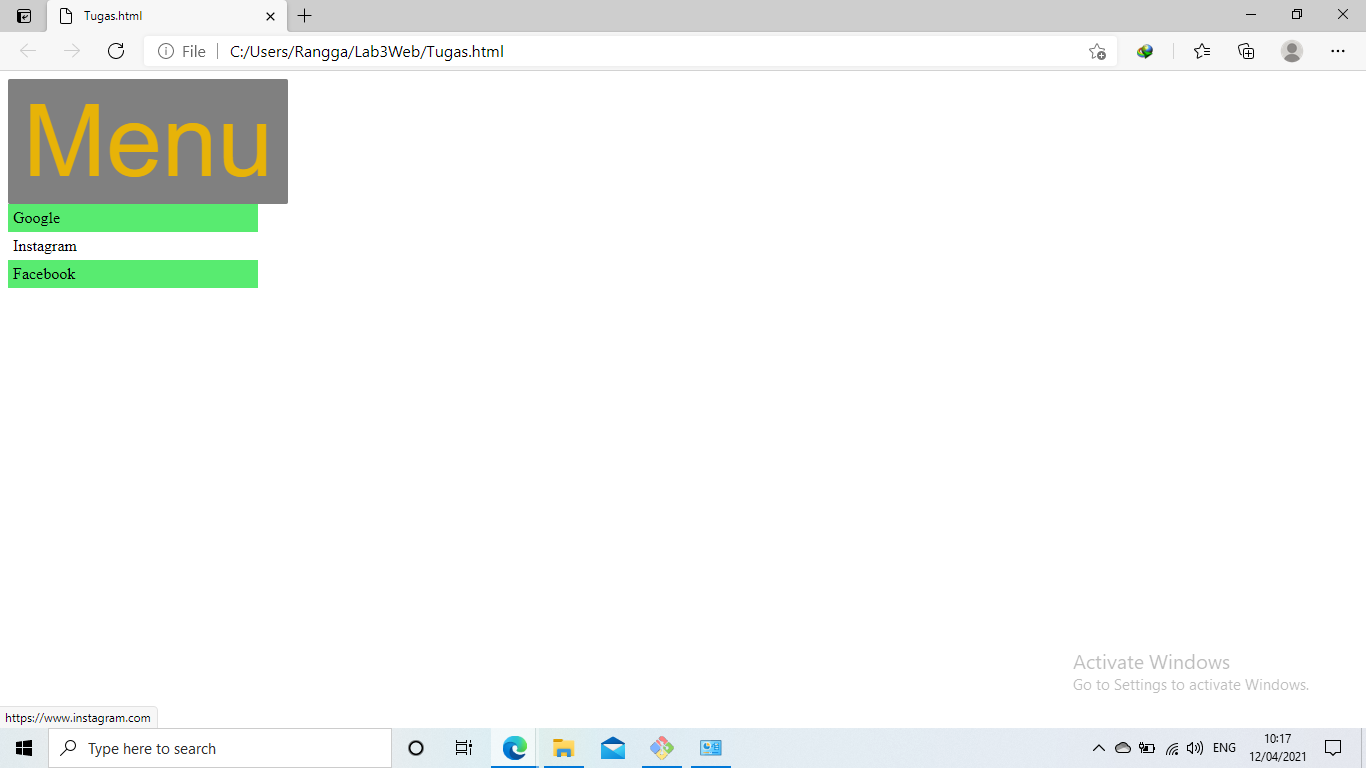 Tugas.html
File
C:/Users/Rangga/Lab3Web/Tugas.html
Menu
Google
Instagram
Facebook
Activate Windows
Go to Settings to activate Windows.
https://www.instagram.com
Type here to search
ENG
10:17
12/04/2021